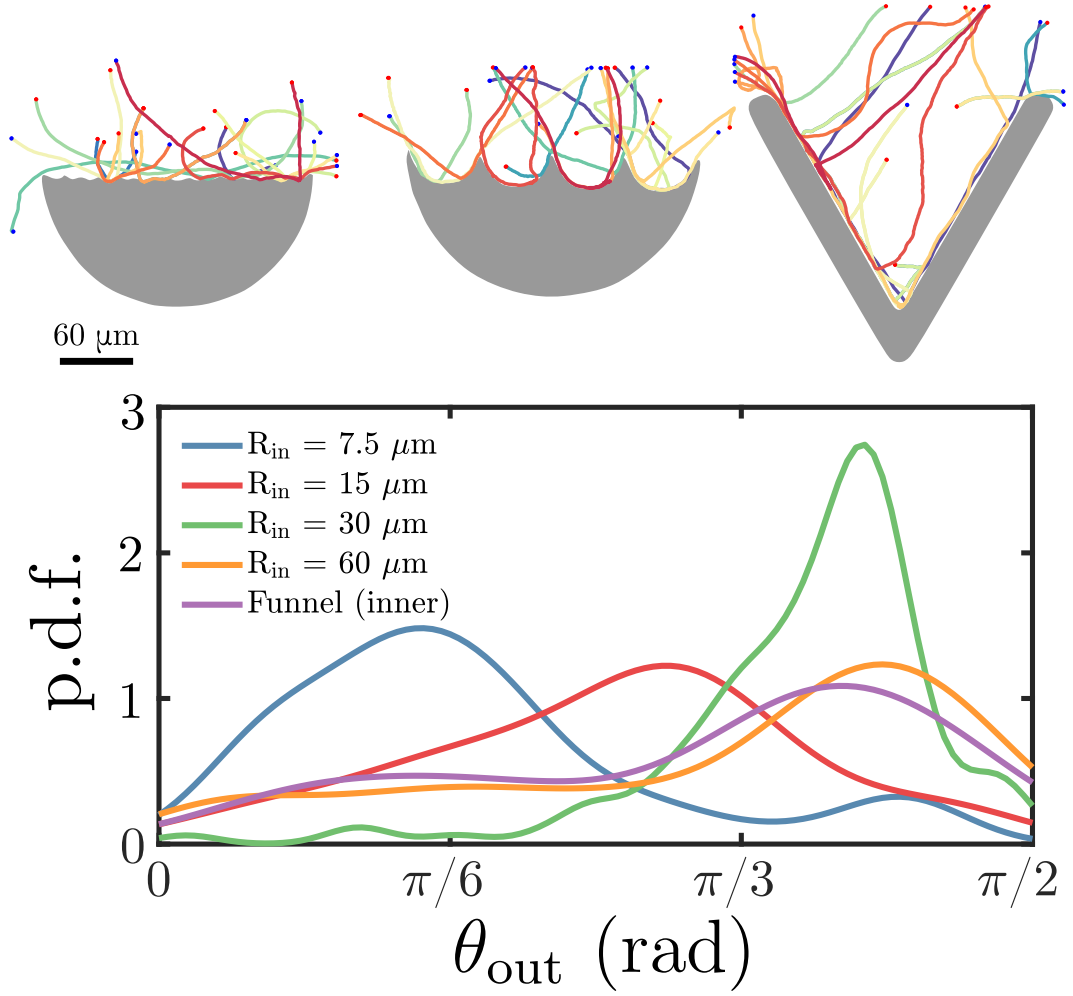 60 μm
3
2
1
0
p.d.f.
R_in = 7.5 μm
R_in = 15 μm
R_in = 30 μm
R_in = 60 μm
Funnel (inner)
0 π/6 π/3 π/2
θ_out (rad)